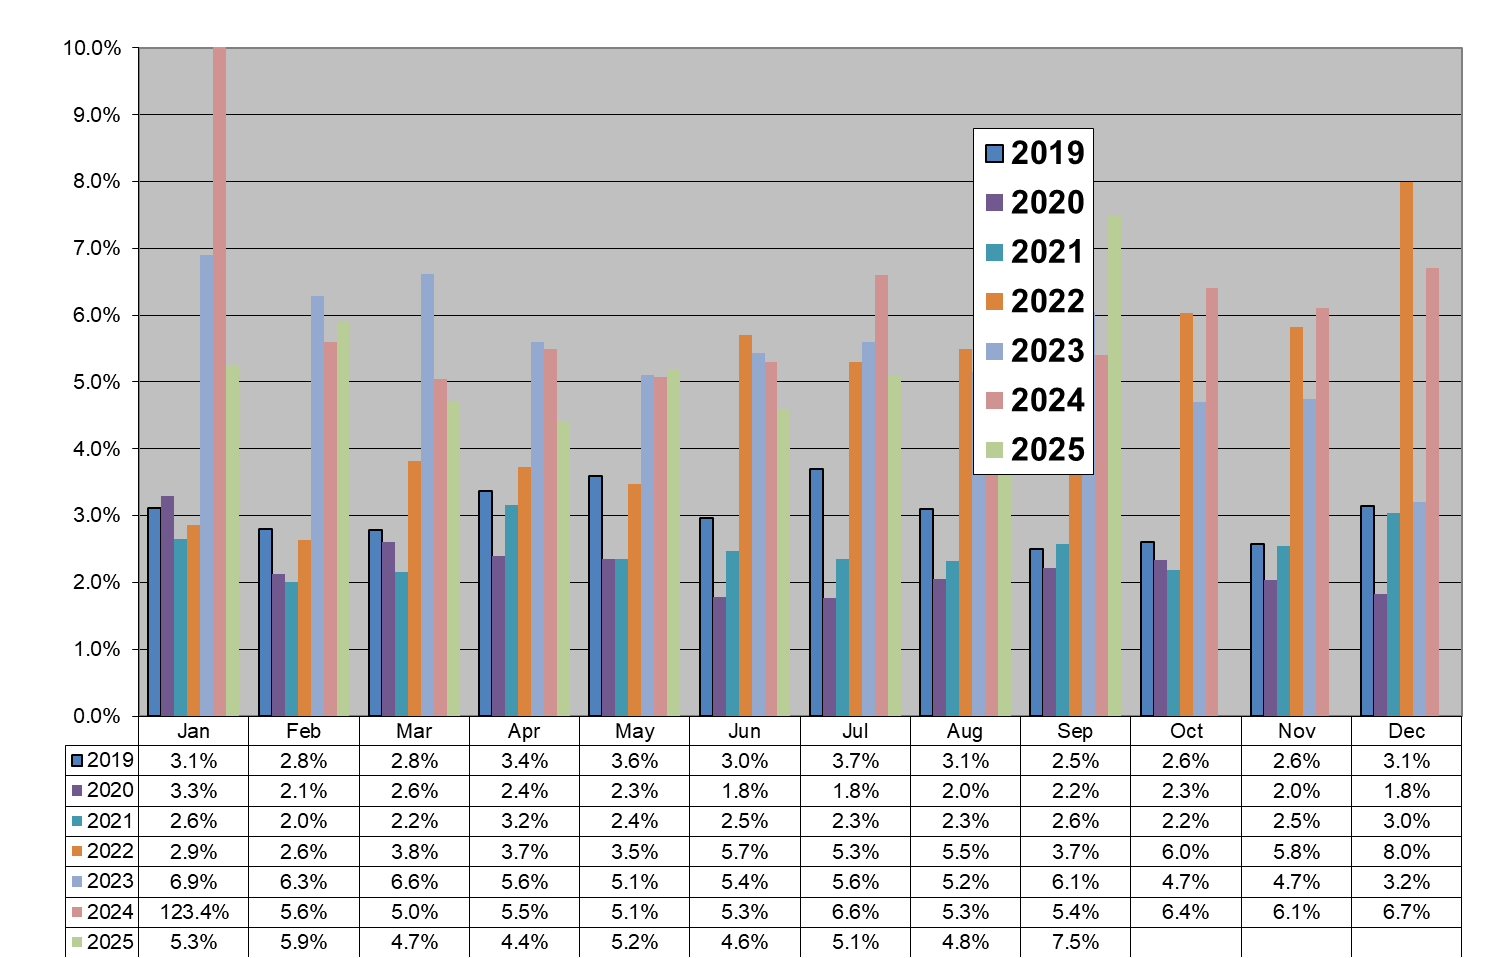 10.0%
9.0%
8.0%
7.0%
6.0%
5.0%
4.0%
3.0%
2.0%
1.0%
0.0%
2019
2020
2021
2022
2023
2024
2025
Jan Feb Mar Apr May Jun Jul Aug Sep Oct Nov Dec
2019 3.1% 2.8% 2.8% 3.4% 3.6% 3.0% 3.7% 3.1% 2.5% 2.6% 2.6% 3.1%
2020 3.3% 2.1% 2.6% 2.4% 2.3% 1.8% 1.8% 2.0% 2.2% 2.3% 2.0% 1.8%
2021 2.6% 2.0% 2.2% 3.2% 2.4% 2.5% 2.3% 2.3% 2.6% 2.2% 2.5% 3.0%
2022 2.9% 2.6% 3.8% 3.7% 3.5% 5.7% 5.3% 5.5% 3.7% 6.0% 5.8% 8.0%
2023 6.9% 6.3% 6.6% 5.6% 5.1% 5.4% 5.6% 5.2% 6.1% 4.7% 4.7% 3.2%
2024 123.4% 5.6% 5.0% 5.5% 5.1% 5.3% 6.6% 5.3% 5.4% 6.4% 6.1% 6.7%
2025 5.3% 5.9% 4.7% 4.4% 5.2% 4.6% 5.1% 4.8% 7.5%